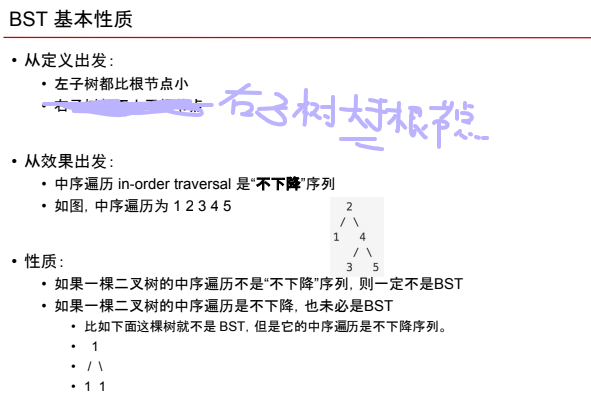 BST 基本性质
• 从定义出发：
• 左子树都比根节点小
右子树大于根节点
• 从效果出发：
• 中序遍历 in-order traversal 是“不下降”序列
• 如图, 中序遍历为 1 2 3 4 5
2
/ \
1 4
/ \
3 5
• 性质：
• 如果一棵二叉树的中序遍历不是“不下降”序列, 则一定不是BST
• 如果一棵二叉树的中序遍历是不下降, 也未必是BST
• 比如下面这棵树就不是 BST, 但是它的中序遍历是不下降序列。
• 1
• / \
• 1 1